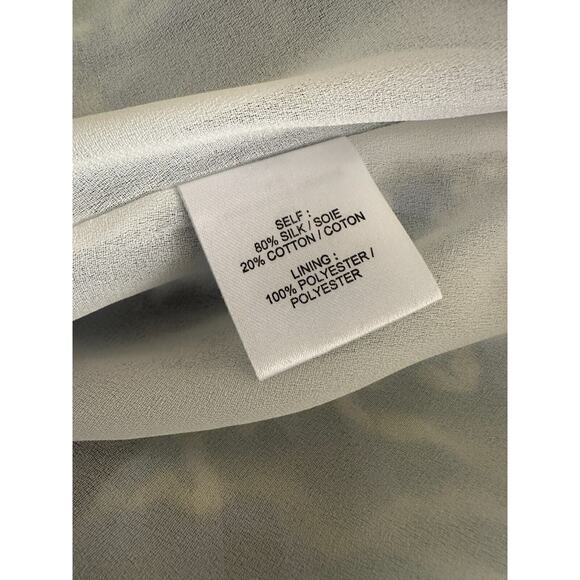 SELF :
80% SILK / SOIE
20% COTTON / COTON
LINING :
100% POLYESTER /
POLYESTER